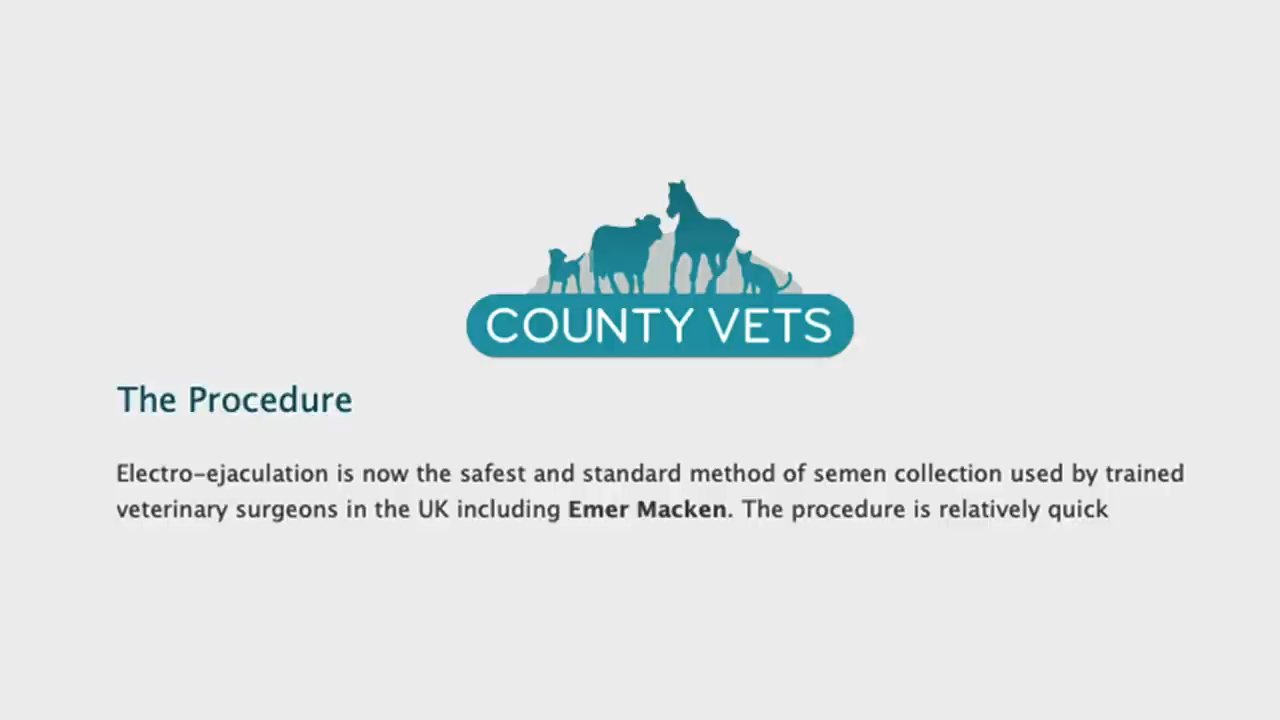 COUNTY VETS
The Procedure
Electro-ejaculation is now the safest and standard method of semen collection used by trained
veterinary surgeons in the UK including Emer Macken. The procedure is relatively quick